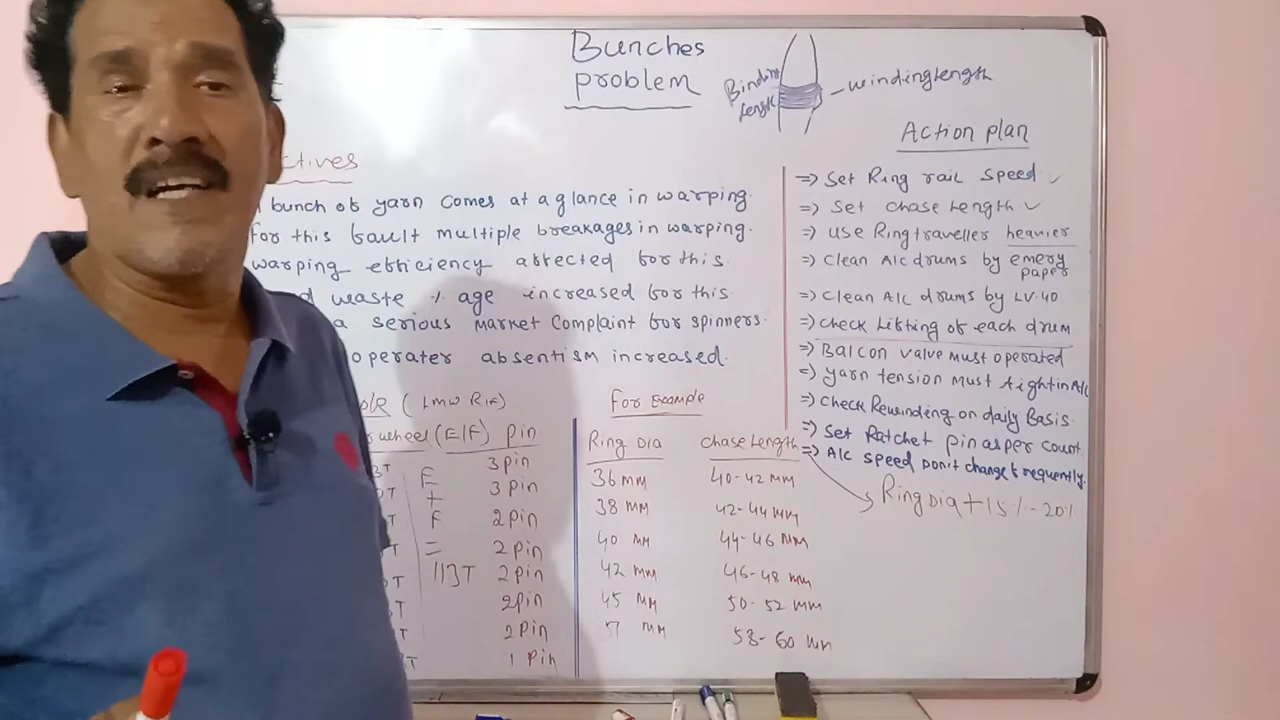 Bunches
problem
Binding
Length
windingLength
ctives
bunch of yarn comes at a glance in warping.
for this fault multiple breakages in warping.
warping efficiency affected for this
waste % age increased for this
a serious market complaint for spinners.
operater absentism increased.
(LMW R/F)
wheel (E/F) pin
3T E 3 pin
+ 3 pin
T F 2 pin
= 2 pin
113T 2 pin
T 2 pin
T 2 pin
T 1 pin
For Example
Ring Dia chase Length
36 mm 40-42 mm
38 mm 42-44 mm
40 mm 44-46 mm
42 mm 46-48 mm
45 mm 50-52 mm
51 mm 58-60 mm
Action plan
=> Set Ring rail speed ✓
=> Set chase Length ✓
=> use Ring traveller heavier
=> Clean A/c drums by emery
paper
=> Clean A/c drums by LV-40
=> check Lifting of each drum
=> Balcon valve must operated
=> yarn tension must tight in A/c
=> check Rewinding on daily Basis.
=> Set Ratchet pin as per count
=> A/c speed Don't change frequently.
Ring Dia + 15% - 20%